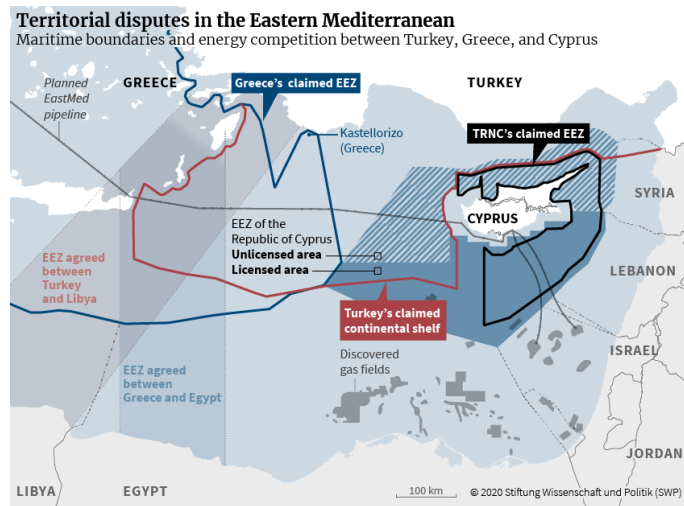 Territorial disputes in the Eastern Mediterranean
Maritime boundaries and energy competition between Turkey, Greece, and Cyprus
Planned
EastMed
pipeline
GREECE
Greece's claimed EEZ
TURKEY
Kastellorizo
(Greece)
TRNC's claimed EEZ
SYRIA
CYPRUS
EEZ of the
Republic of Cyprus
Unlicensed area
Licensed area
EEZ agreed
between
Turkey
and Libya
LEBANON
Turkey's claimed
continental shelf
ISRAEL
Discovered
gas fields
EEZ agreed
between
Greece and Egypt
JORDAN
LIBYA
EGYPT
100 km
© 2020 Stiftung Wissenschaft und Politik (SWP)